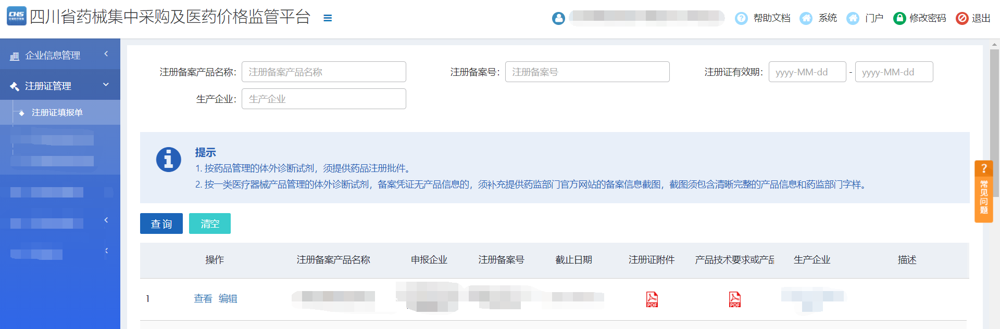 CHS
四川省药械集中采购及医药价格监管平台
帮助文档 系统 门户 修改密码 退出
企业信息管理
注册证管理
注册证填报单
注册备案产品名称: 注册备案产品名称
注册备案号: 注册备案号
注册证有效期: yyyy-MM-dd - yyyy-MM-dd
生产企业: 生产企业
提示
1. 按药品管理的体外诊断试剂，须提供药品注册批件。
2. 按一类医疗器械产品管理的体外诊断试剂，备案凭证无产品信息的，须补充提供药监部门官方网站的备案信息截图，截图须包含清晰完整的产品信息和药监部门字样。
?
常见问题
查询 清空
操作 注册备案产品名称 申报企业 注册备案号 截止日期 注册证附件 产品技术要求或产品 生产企业 描述
1 查看 编辑 PDF PDF